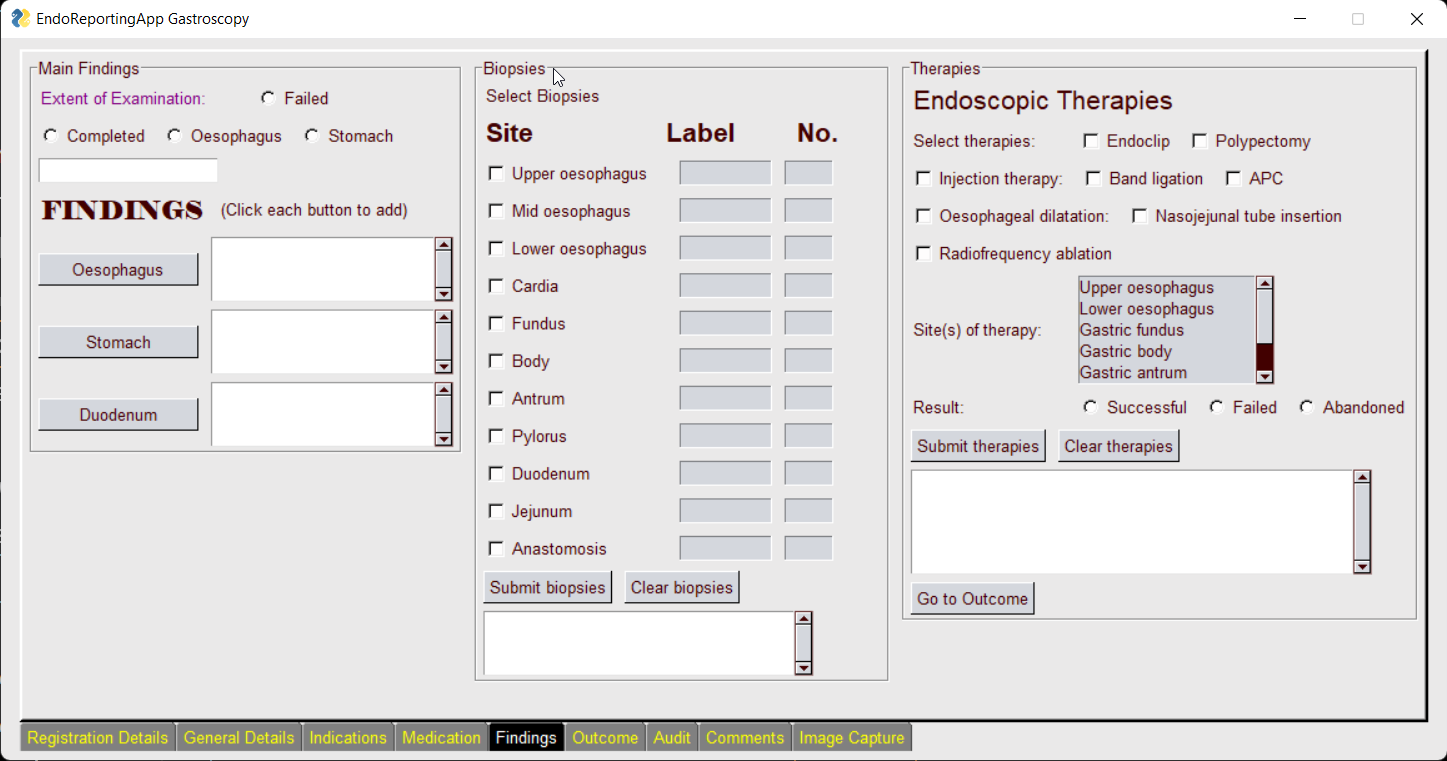 EndoReportingApp Gastroscopy
Main Findings
Extent of Examination: Failed
Completed Oesophagus Stomach
FINDINGS (Click each button to add)
Oesophagus
Stomach
Duodenum
Biopsies
Select Biopsies
Site Label No.
Upper oesophagus
Mid oesophagus
Lower oesophagus
Cardia
Fundus
Body
Antrum
Pylorus
Duodenum
Jejunum
Anastomosis
Submit biopsies Clear biopsies
Therapies
Endoscopic Therapies
Select therapies: Endoclip Polypectomy
Injection therapy: Band ligation APC
Oesophageal dilatation: Nasojejunal tube insertion
Radiofrequency ablation
Site(s) of therapy:
Upper oesophagus
Lower oesophagus
Gastric fundus
Gastric body
Gastric antrum
Result: Successful Failed Abandoned
Submit therapies Clear therapies
Go to Outcome
Registration Details General Details Indications Medication Findings Outcome Audit Comments Image Capture